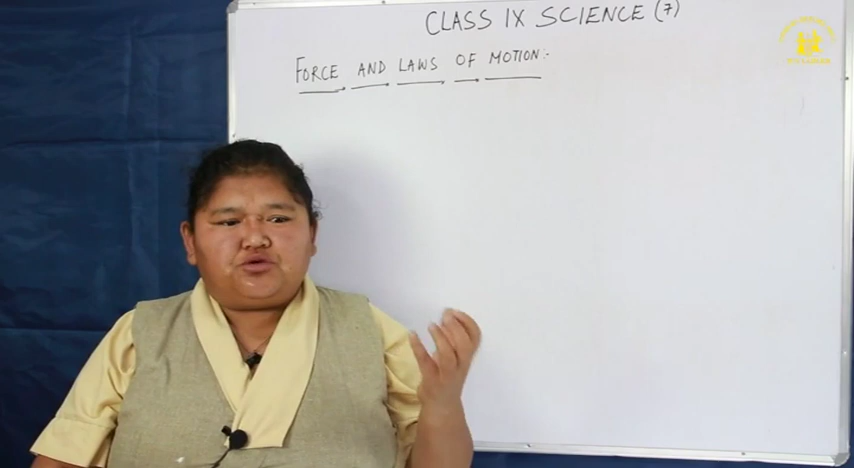 CLASS IX SCIENCE (7)
FORCE AND LAWS OF MOTION:-